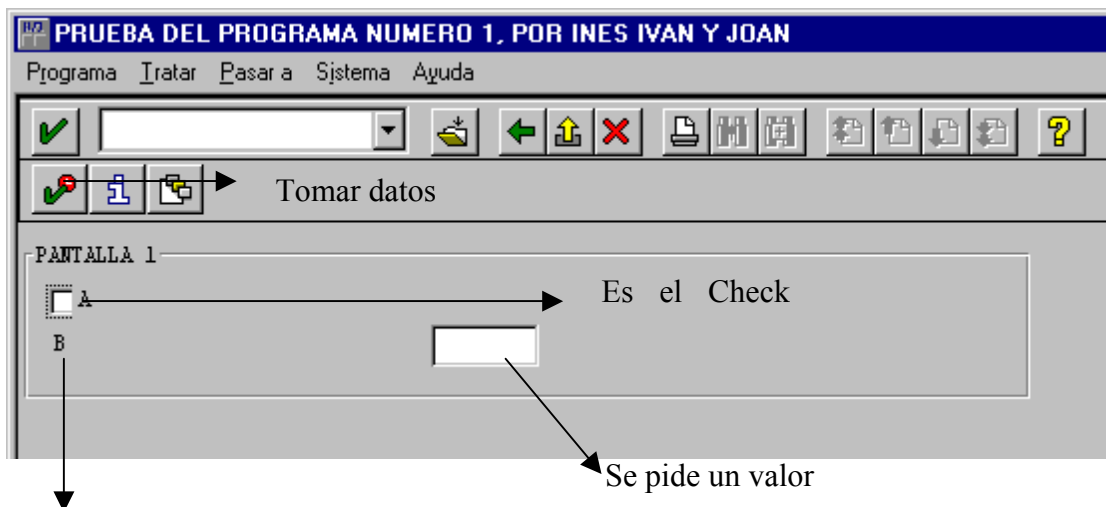 PRUEBA DEL PROGRAMA NUMERO 1, POR INES IVAN Y JOAN
Programa Tratar Pasar a Sistema Ayuda
Tomar datos
PANTALLA 1
A
Es el Check
B
Se pide un valor